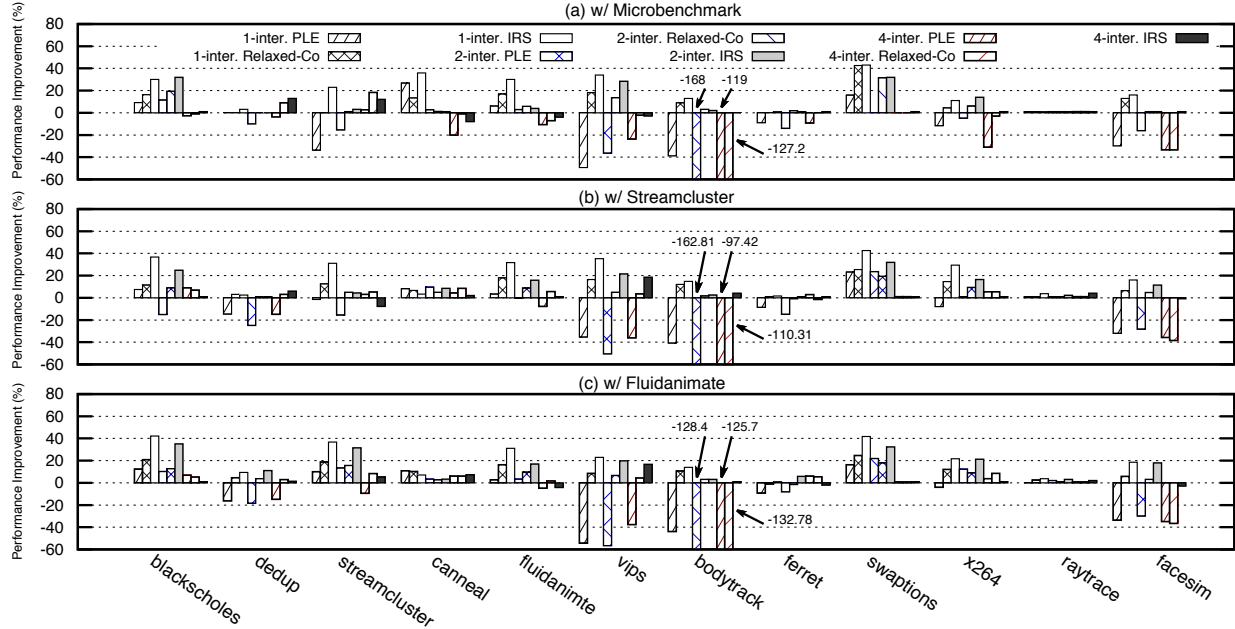 (a) w/ Microbenchmark
Performance Improvement (%)
80
60
40
20
0
-20
-40
-60
1-inter. PLE
1-inter. Relaxed-Co
1-inter. IRS
2-inter. PLE
2-inter. Relaxed-Co
2-inter. IRS
4-inter. PLE
4-inter. Relaxed-Co
4-inter. IRS
-168
-119
-127.2
(b) w/ Streamcluster
Performance Improvement (%)
80
60
40
20
0
-20
-40
-60
-162.81
-97.42
-110.31
(c) w/ Fluidanimate
Performance Improvement (%)
80
60
40
20
0
-20
-40
-60
-128.4
-125.7
-132.78
blackscholes
dedup
streamcluster
canneal
fluidanimte
vips
bodytrack
ferret
swaptions
x264
raytrace
facesim